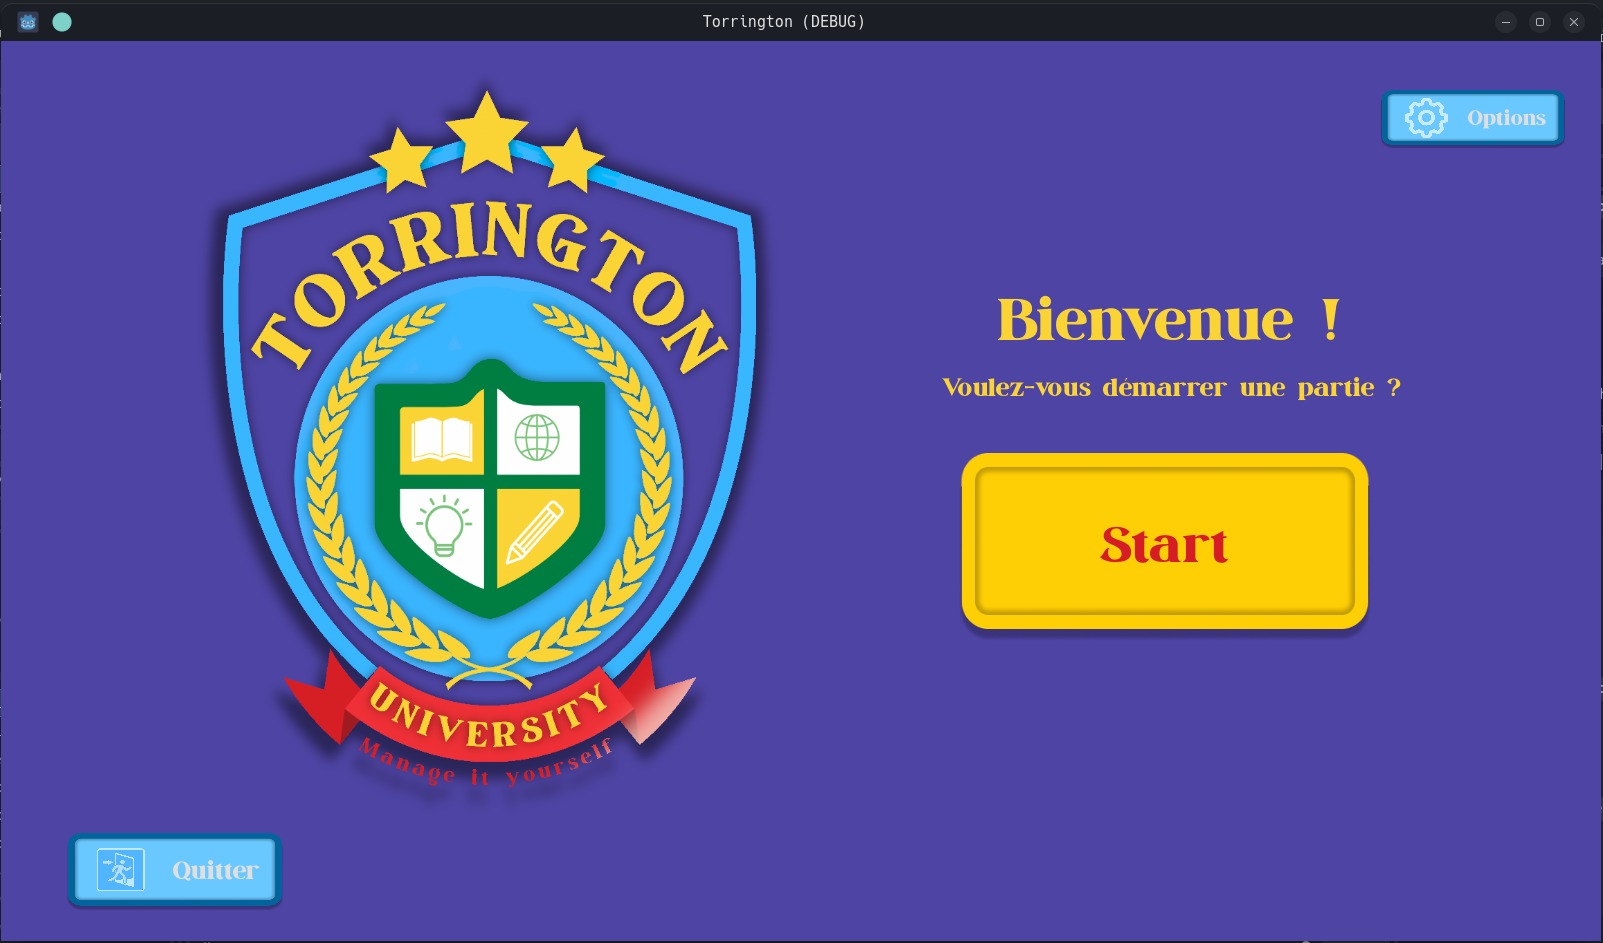 Torrington (DEBUG)
Options
TORRINGTON
Bienvenue !
Voulez-vous démarrer une partie ?
Start
UNIVERSITY
Manage it yourself
Quitter